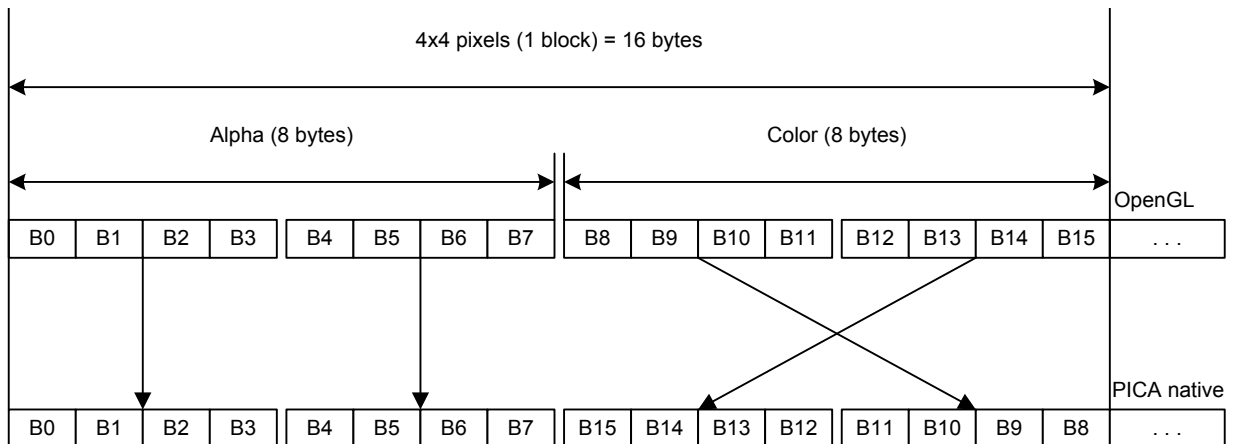 4x4 pixels (1 block) = 16 bytes
Alpha (8 bytes) Color (8 bytes)
OpenGL
B0 B1 B2 B3 B4 B5 B6 B7 B8 B9 B10 B11 B12 B13 B14 B15 . . .
PICA native
B0 B1 B2 B3 B4 B5 B6 B7 B15 B14 B13 B12 B11 B10 B9 B8 . . .